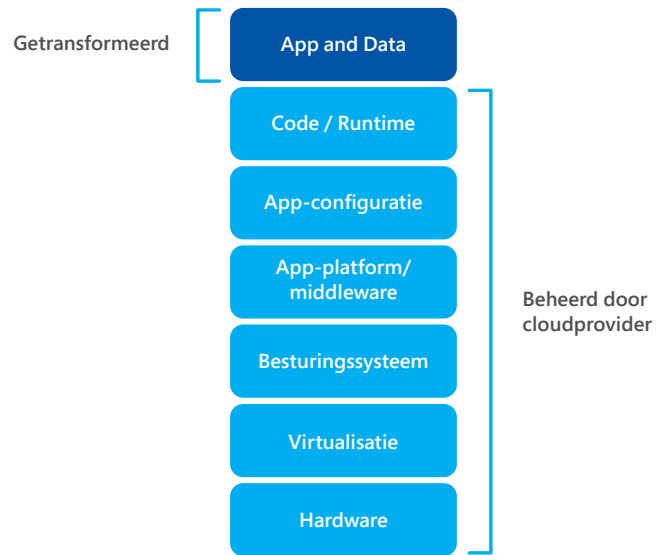 Getransformeerd
App and Data
Code / Runtime
App-configuratie
App-platform/
middleware
Beheerd door
cloudprovider
Besturingssysteem
Virtualisatie
Hardware